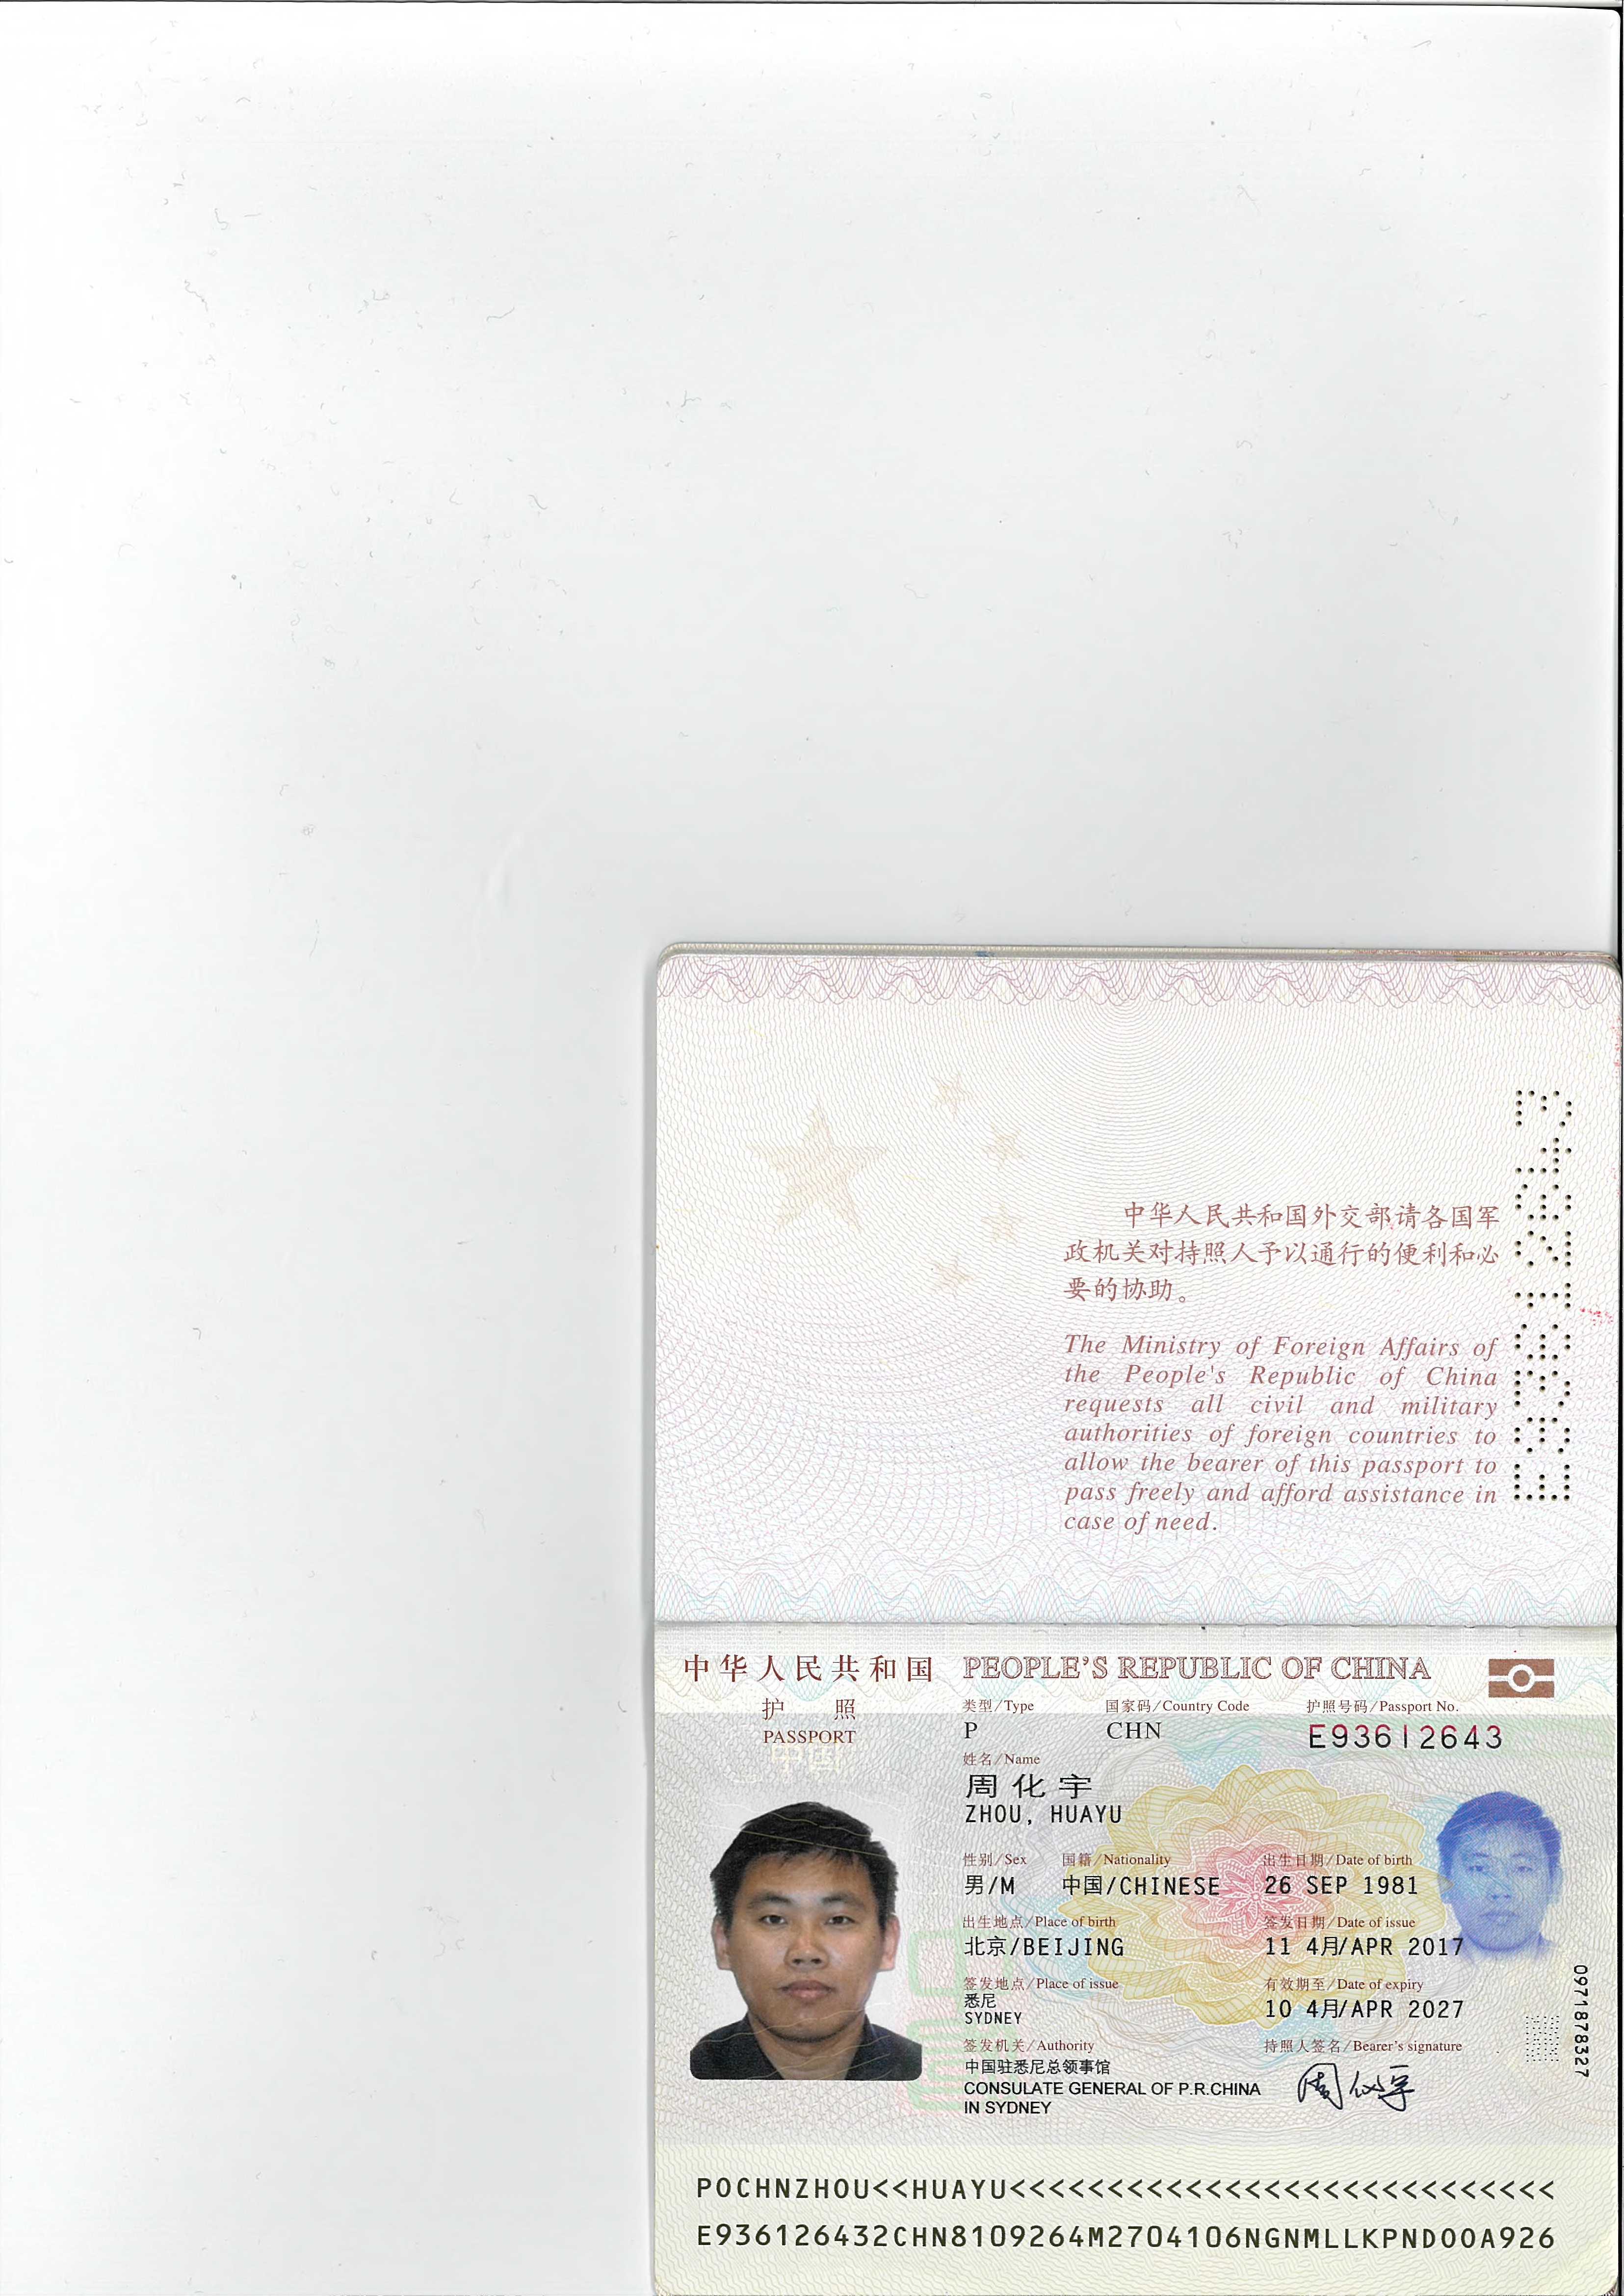 中华人民共和国外交部请各国军
政机关对持照人予以通行的便利和必
要的协助。
The Ministry of Foreign Affairs of
the People's Republic of China
requests all civil and military
authorities of foreign countries to
allow the bearer of this passport to
pass freely and afford assistance in
case of need.
E93612643
中华人民共和国 PEOPLE'S REPUBLIC OF CHINA
护 照
PASSPORT
中国
类型/Type 国家码/Country Code 护照号码/Passport No.
P CHN E93612643
姓名/Name
周化宇
ZHOU, HUAYU
性别/Sex 国籍/Nationality 出生日期/Date of birth
男/M 中国/CHINESE 26 SEP 1981
出生地点/Place of birth 签发日期/Date of issue
北京/BEIJING 11 4月/APR 2017
签发地点/Place of issue 有效期至/Date of expiry
悉尼 10 4月/APR 2027
SYDNEY
签发机关/Authority 持照人签名/Bearer's signature
中国驻悉尼总领事馆
CONSULATE GENERAL OF P.R.CHINA
IN SYDNEY
周化宇
0971878327
POCHNZHOU<<HUAYU<<<<<<<<<<<<<<<<<<<<<<<<<<<<
E936126432CHN8109264M2704106NGNMLLKPND00A926